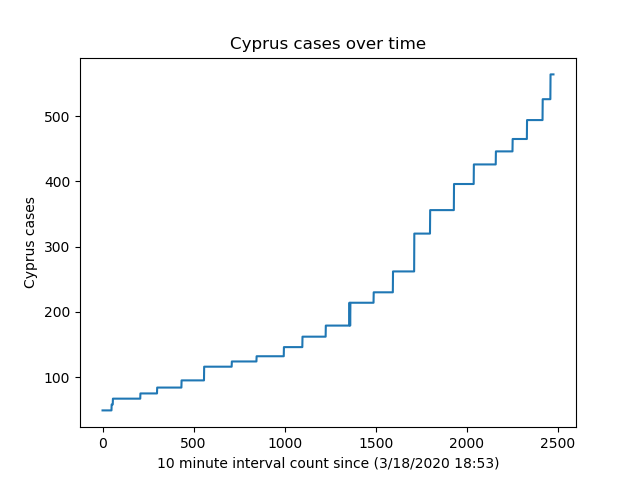 Cyprus cases over time
500
400
300
200
100
Cyprus cases
0 500 1000 1500 2000 2500
10 minute interval count since (3/18/2020 18:53)